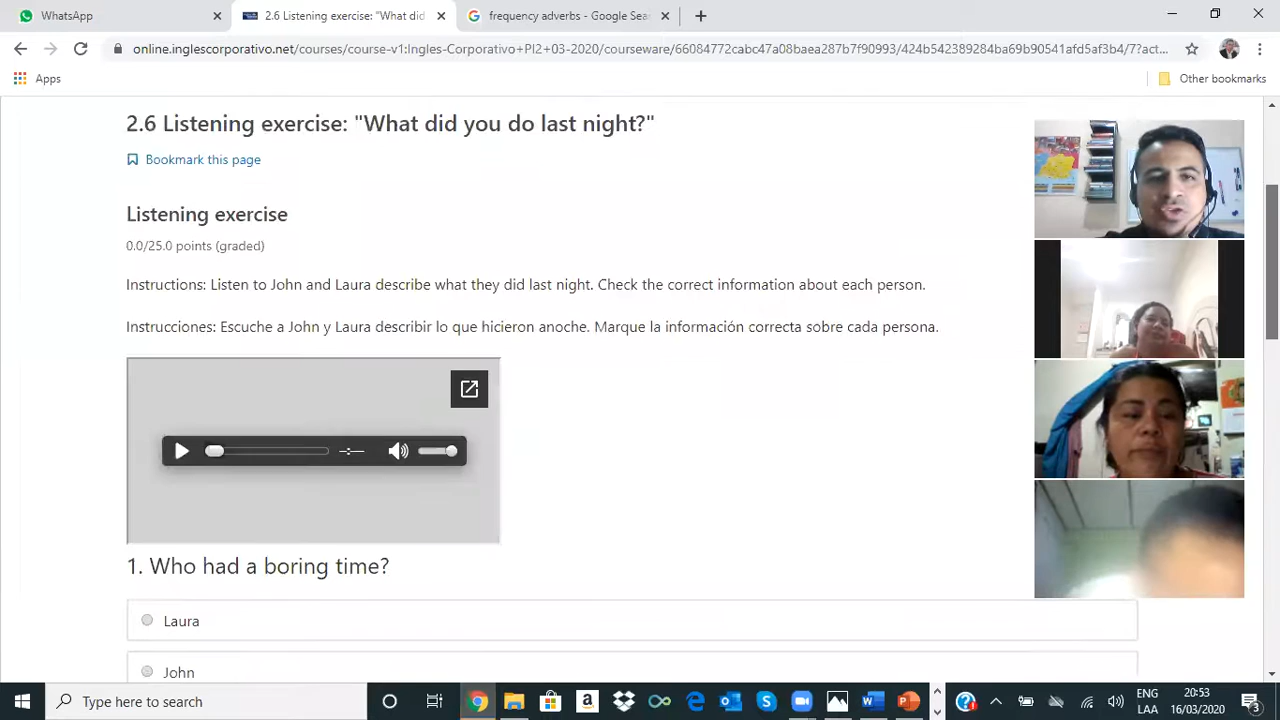 WhatsApp
2.6 Listening exercise: "What did
frequency adverbs - Google Sea
online.inglescorporativo.net/courses/course-v1:Ingles-Corporativo+PI2+03-2020/courseware/66084772cabc47a08baea287b7f90993/424b542389284ba69b90541afd5af3b4/7?act...
Apps
Other bookmarks
2.6 Listening exercise: "What did you do last night?"
Bookmark this page
Listening exercise
0.0/25.0 points (graded)
Instructions: Listen to John and Laura describe what they did last night. Check the correct information about each person.
Instrucciones: Escuche a John y Laura describir lo que hicieron anoche. Marque la información correcta sobre cada persona.
-:-
1. Who had a boring time?
Laura
John
Type here to search
ENG
LAA
20:53
16/03/2020
3